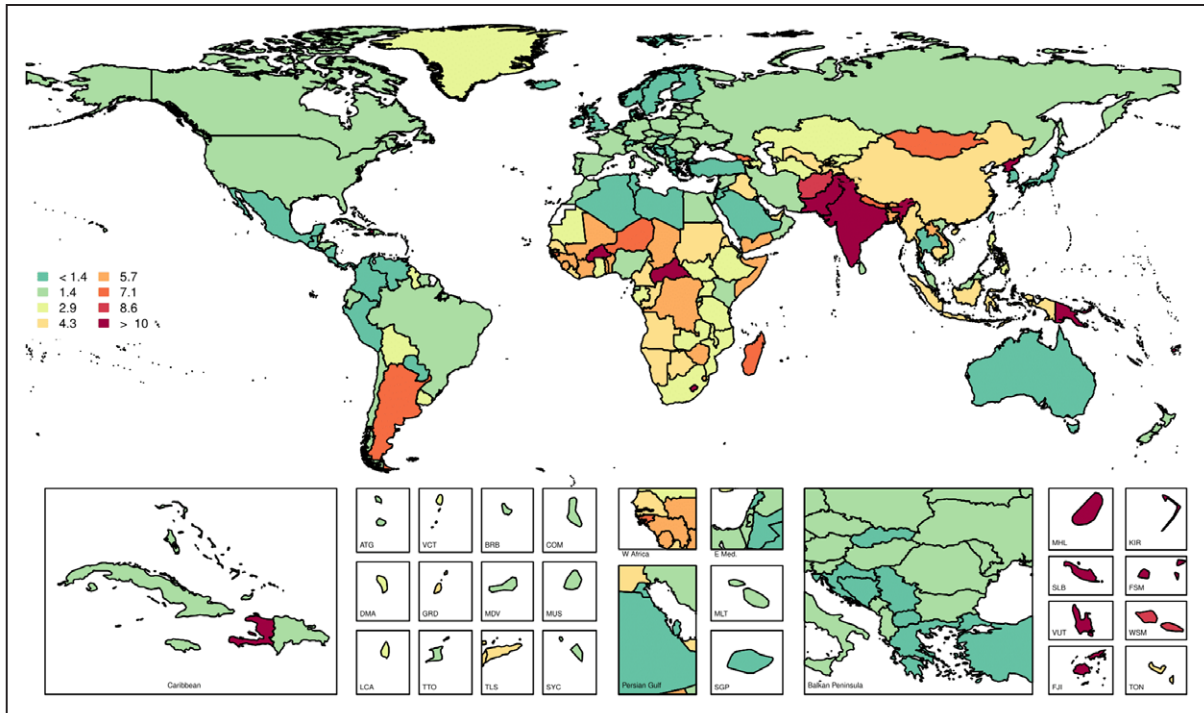 < 1.4 5.7
1.4 7.1
2.9 8.6
4.3 > 10
ATG VCT BRB COM
W Africa E Med.
MHL KIR
DMA GRD MDV MUS
MLT
SLB FSM
VUT WSM
Caribbean
LCA TTO TLS SYC
Persian Gulf SGP
Balkan Peninsula
FJI TON